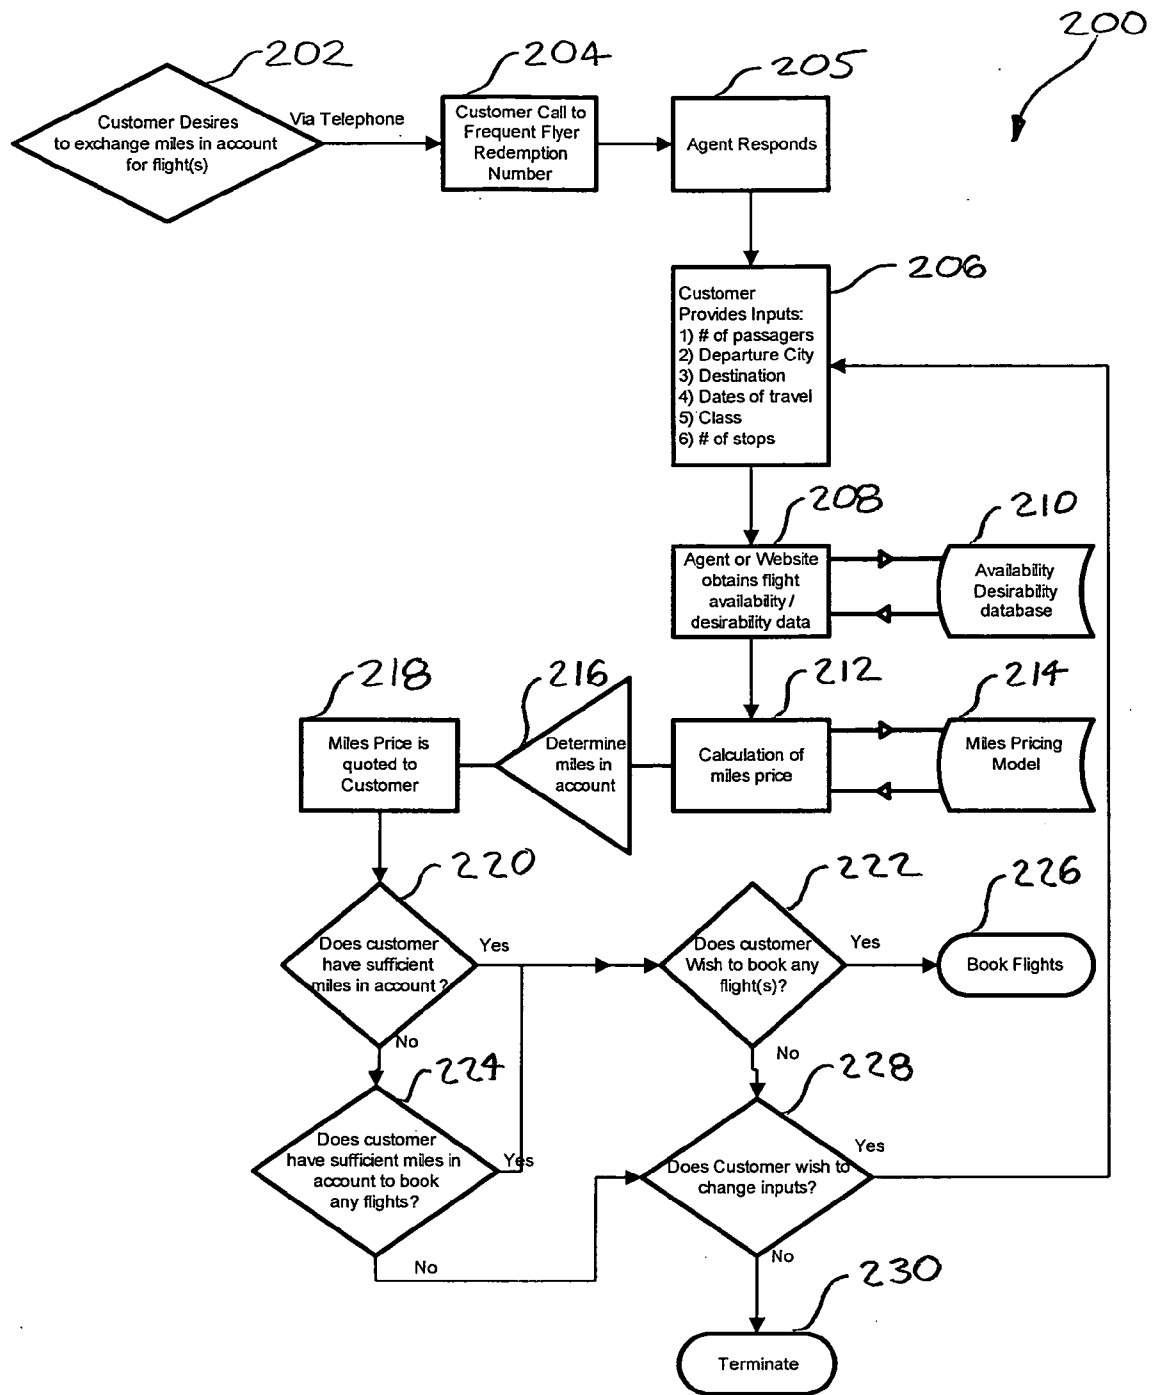 200
202
204
205
Customer Desires
to exchange miles in account
for flight(s)
Via Telephone
Customer Call to
Frequent Flyer
Redemption
Number
Agent Responds
206
Customer
Provides Inputs:
1) # of passagers
2) Departure City
3) Destination
4) Dates of travel
5) Class
6) # of stops
208
210
Agent or Website
obtains flight
availability /
desirability data
Availability
Desirability
database
218
216
212
214
Miles Price is
quoted to
Customer
Determine
miles in
account
Calculation of
miles price
Miles Pricing
Model
220
222
226
Does customer
have sufficient
miles in account ?
Yes
Does customer
Wish to book any
flight(s)?
Yes
Book Flights
No
No
224
228
Does customer
have sufficient miles in
account to book
any flights?
Yes
Does Customer wish to
change inputs?
Yes
No
No
230
Terminate